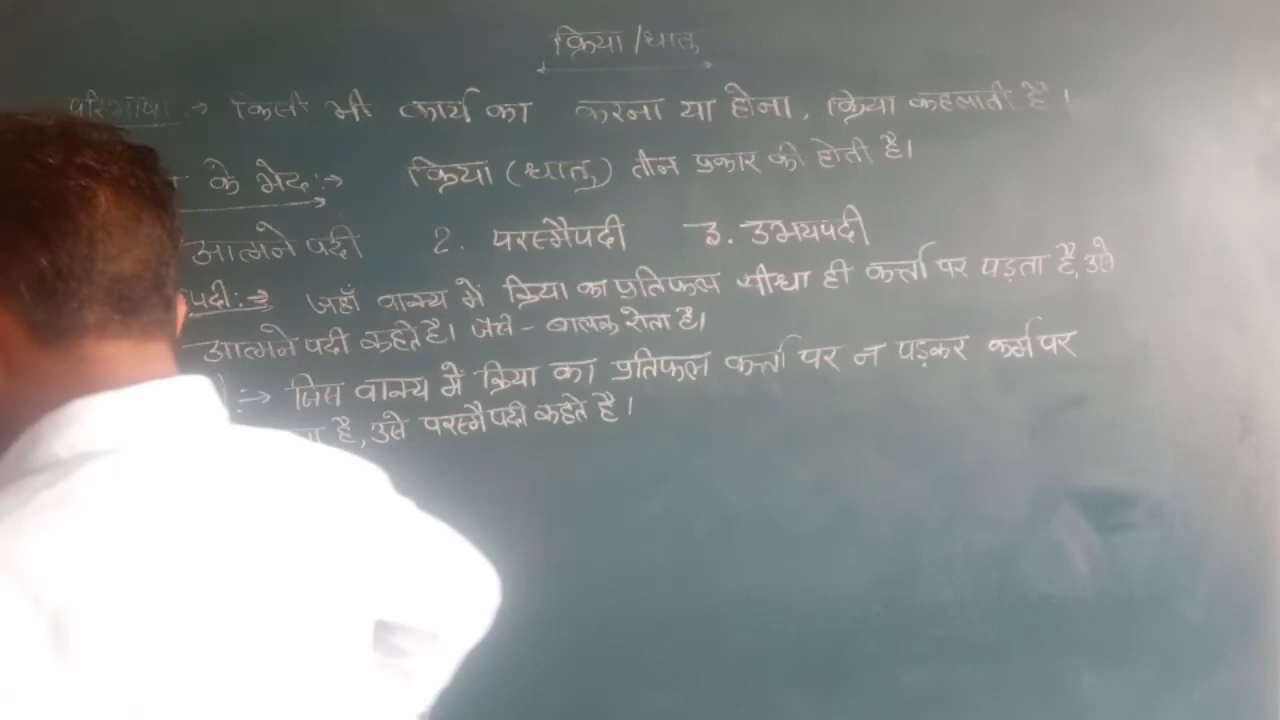 क्रिया/धातु
परिभाषा :→ किसी भी कार्य का करना या होना, क्रिया कहलाती है।
के भेद :→ क्रिया (धातु) तीन प्रकार की होती है।
आत्मने पदी 2. परस्मैपदी 3. उभयपदी
पदी :→ जहाँ वाक्य में क्रिया का प्रतिफल सीधा ही कर्त्ता पर पड़ता है, उसे
आत्मने पदी कहते है। जैसे - बालक रोता है।
:→ जिस वाक्य में क्रिया का प्रतिफल कर्त्ता पर न पड़कर कर्म पर
है, उसे परस्मैपदी कहते है।